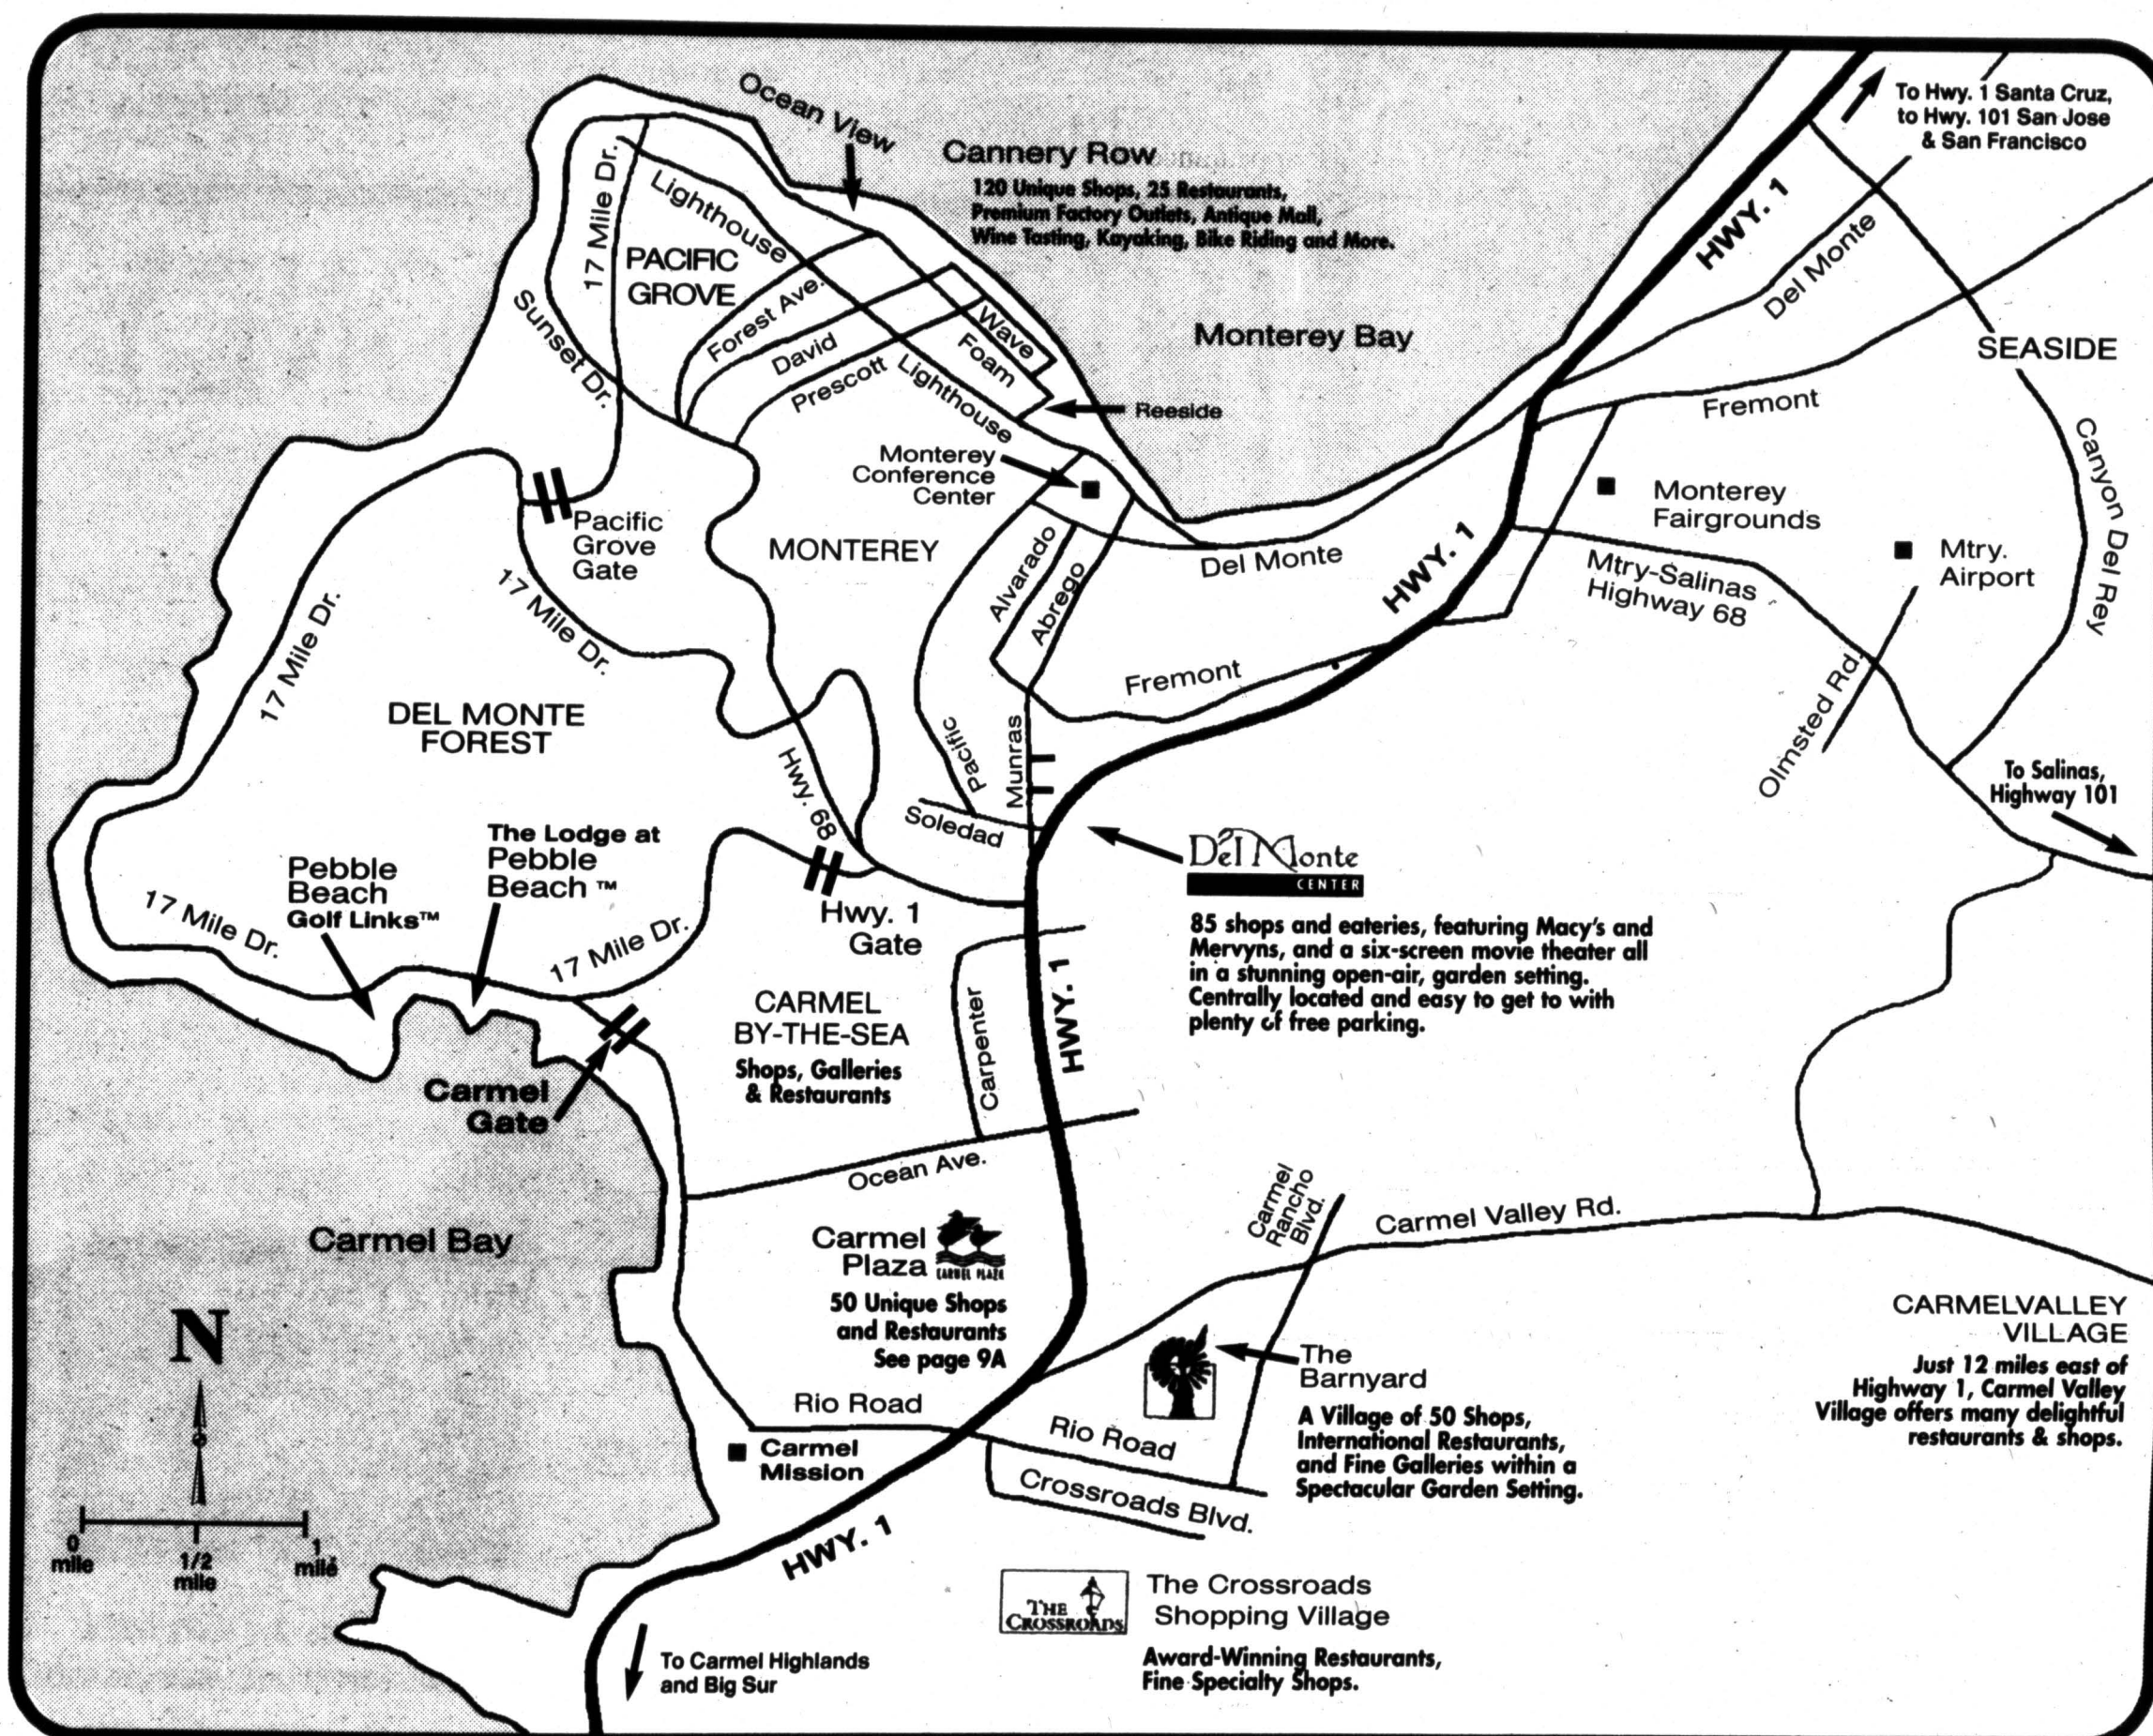 Ocean View
Cannery Row
120 Unique Shops, 25 Restaurants,
Premium Factory Outlets, Antique Mall,
Wine Tasting, Kayaking, Bike Riding and More.
To Hwy. 1 Santa Cruz,
to Hwy. 101 San Jose
& San Francisco
HWY. 1
Del Monte
17 Mile Dr.
Lighthouse
PACIFIC
GROVE
Sunset Dr.
Forest Ave.
David
Prescott
Wave
Foam
Lighthouse
Reeside
Monterey Bay
SEASIDE
Fremont
Canyon Del Rey
Monterey
Conference
Center
Monterey
Fairgrounds
Mtry.
Airport
Pacific
Grove
Gate
MONTEREY
Alvarado
Abrego
Del Monte
HWY. 1
Mtry-Salinas
Highway 68
17 Mile Dr.
17 Mile Dr.
DEL MONTE
FOREST
Fremont
Olmsted Rd.
Pacific
Munras
Hwy. 68
Soledad
To Salinas,
Highway 101
Del Monte
CENTER
85 shops and eateries, featuring Macy's and
Mervyns, and a six-screen movie theater all
in a stunning open-air, garden setting.
Centrally located and easy to get to with
plenty of free parking.
The Lodge at
Pebble
Beach ™
Pebble
Beach
Golf Links™
17 Mile Dr.
17 Mile Dr.
Hwy. 1
Gate
CARMEL
BY-THE-SEA
Shops, Galleries
& Restaurants
Carpenter
HWY. 1
Carmel
Gate
Ocean Ave.
Carmel
Rancho
Blvd.
Carmel Valley Rd.
Carmel Bay
Carmel
Plaza
CARMEL PLAZA
50 Unique Shops
and Restaurants
See page 9A
CARMELVALLEY
VILLAGE
Just 12 miles east of
Highway 1, Carmel Valley
Village offers many delightful
restaurants & shops.
The
Barnyard
A Village of 50 Shops,
International Restaurants,
and Fine Galleries within a
Spectacular Garden Setting.
N
Rio Road
Rio Road
Carmel
Mission
Crossroads Blvd.
0
mile
1/2
mile
1
mile
HWY. 1
THE
CROSSROADS
The Crossroads
Shopping Village
Award-Winning Restaurants,
Fine Specialty Shops.
To Carmel Highlands
and Big Sur